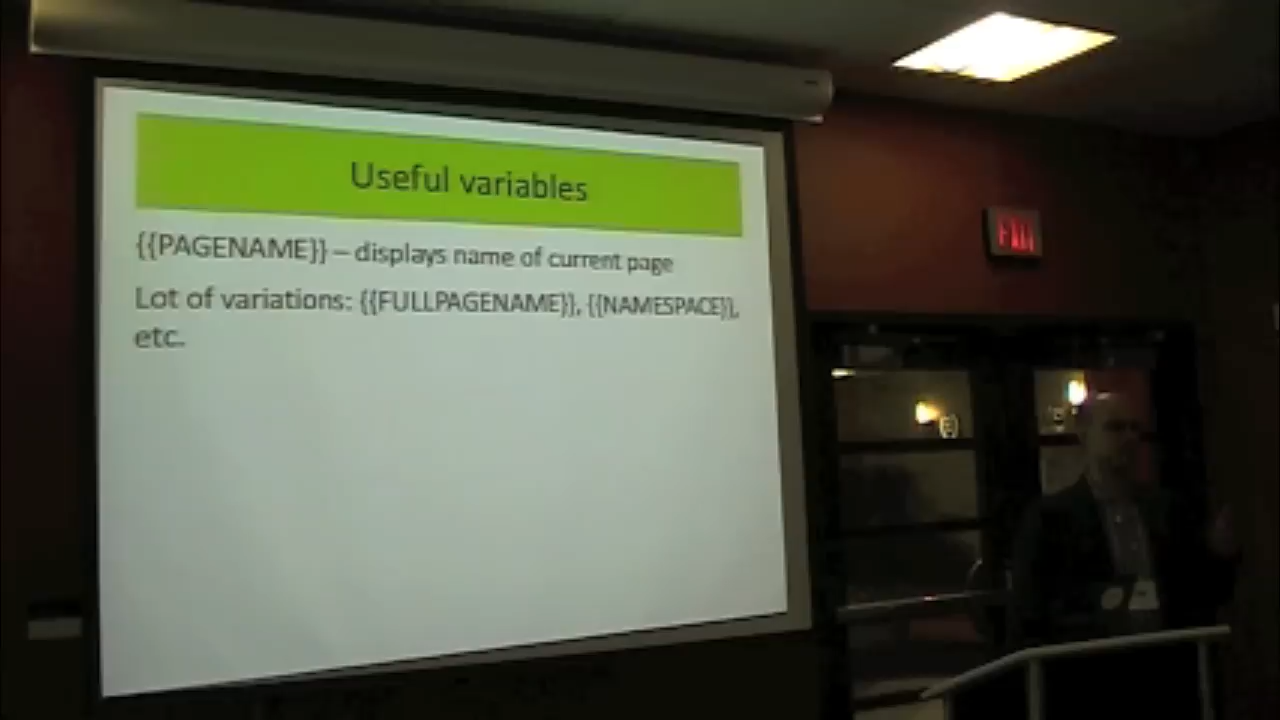 Useful variables
{{PAGENAME}} – displays name of current page
Lot of variations: {{FULLPAGENAME}}, {{NAMESPACE}},
etc.
EXIT